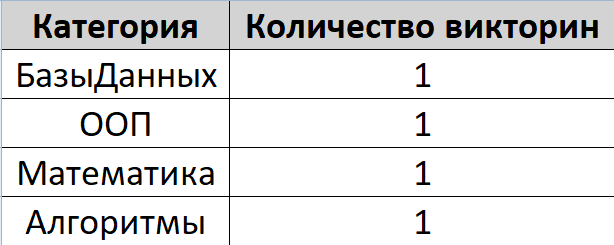 Категория Количество викторин
БазыДанных 1
ООП 1
Математика 1
Алгоритмы 1